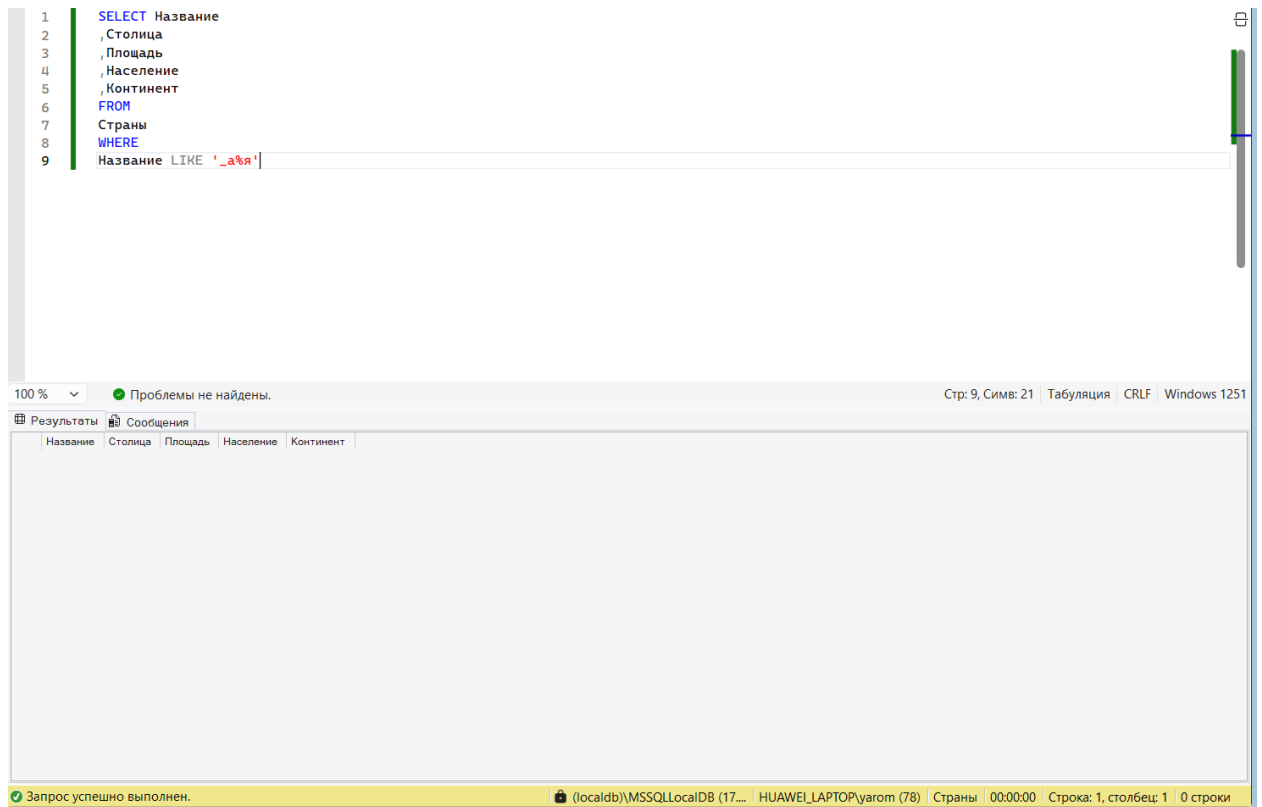 1 SELECT Название
2 ,Столица
3 ,Площадь
4 ,Население
5 ,Континент
6 FROM
7 Страны
8 WHERE
9 Название LIKE '_а%я'
100 % Проблемы не найдены. Стр: 9, Симв: 21 Табуляция CRLF Windows 1251
Результаты Сообщения
Название Столица Площадь Население Континент
Запрос успешно выполнен. (localdb)\MSSQLLocalDB (17.... HUAWEI_LAPTOP\yarom (78) Страны 00:00:00 Строка: 1, столбец: 1 0 строки